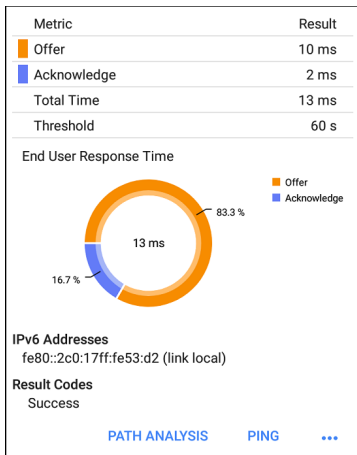 Metric Result
Offer 10 ms
Acknowledge 2 ms
Total Time 13 ms
Threshold 60 s
End User Response Time
Offer
Acknowledge
83.3 %
13 ms
16.7 %
IPv6 Addresses
fe80::2c0:17ff:fe53:d2 (link local)
Result Codes
Success
PATH ANALYSIS PING